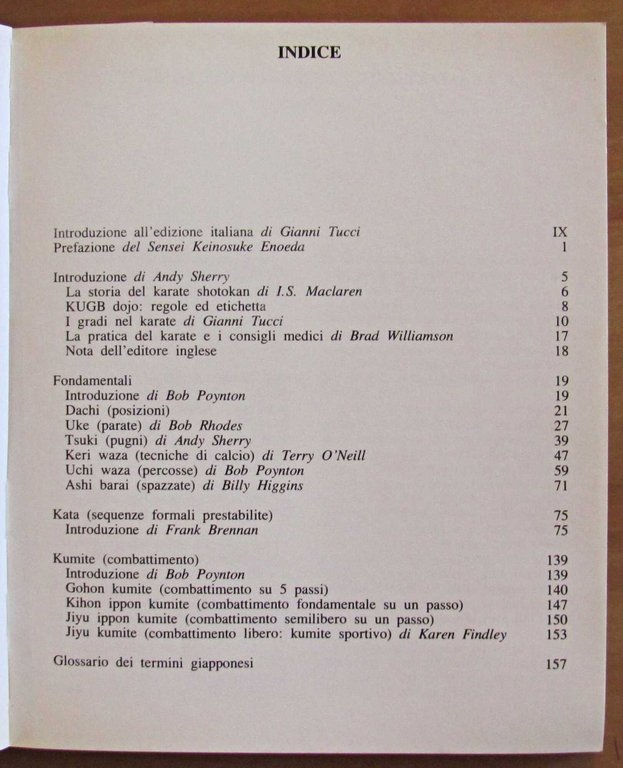 INDICE
Introduzione all'edizione italiana di Gianni Tucci IX
Prefazione del Sensei Keinosuke Enoeda 1
Introduzione di Andy Sherry 5
La storia del karate shotokan di I.S. Maclaren 6
KUGB dojo: regole ed etichetta 8
I gradi nel karate di Gianni Tucci 10
La pratica del karate e i consigli medici di Brad Williamson 17
Nota dell'editore inglese 18
Fondamentali 19
Introduzione di Bob Poynton 19
Dachi (posizioni) 21
Uke (parate) di Bob Rhodes 27
Tsuki (pugni) di Andy Sherry 39
Keri waza (tecniche di calcio) di Terry O'Neill 47
Uchi waza (percosse) di Bob Poynton 59
Ashi barai (spazzate) di Billy Higgins 71
Kata (sequenze formali prestabilite) 75
Introduzione di Frank Brennan 75
Kumite (combattimento) 139
Introduzione di Bob Poynton 139
Gohon kumite (combattimento su 5 passi) 140
Kihon ippon kumite (combattimento fondamentale su un passo) 147
Jiyu ippon kumite (combattimento semilibero su un passo) 150
Jiyu kumite (combattimento libero: kumite sportivo) di Karen Findley 153
Glossario dei termini giapponesi 157